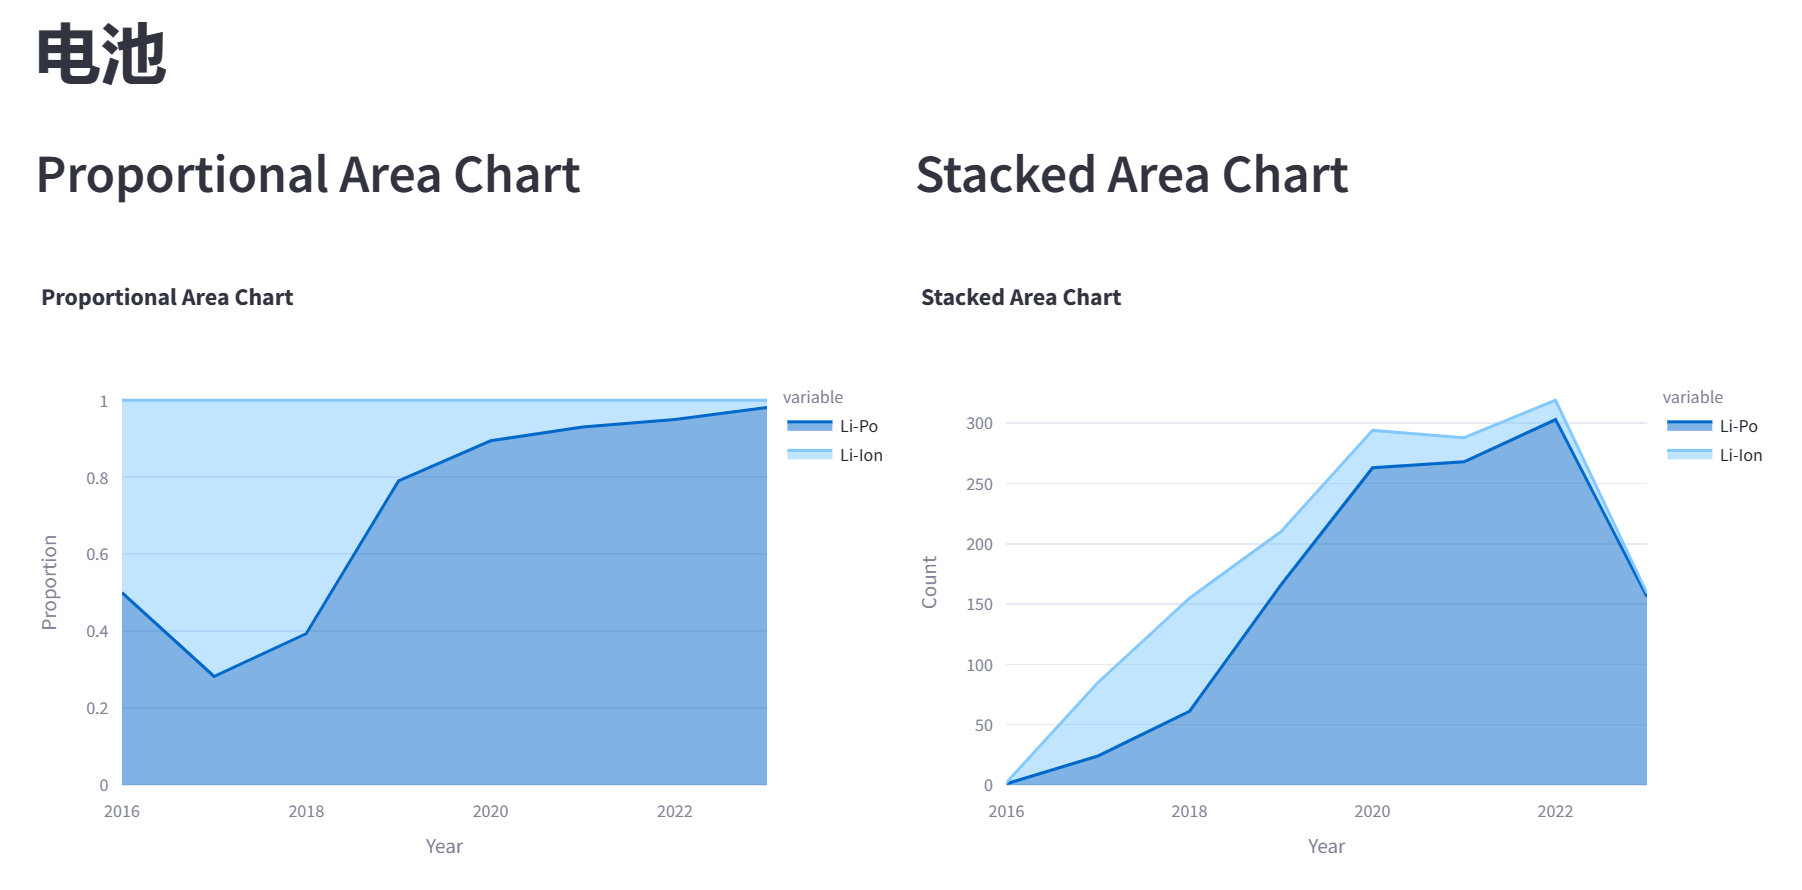 电池
Proportional Area Chart
Proportional Area Chart
variable
Li-Po
Li-Ion
Proportion
1
0.8
0.6
0.4
0.2
0
2016
2018
2020
2022
Year
Stacked Area Chart
Stacked Area Chart
variable
Li-Po
Li-Ion
Count
300
250
200
150
100
50
0
2016
2018
2020
2022
Year